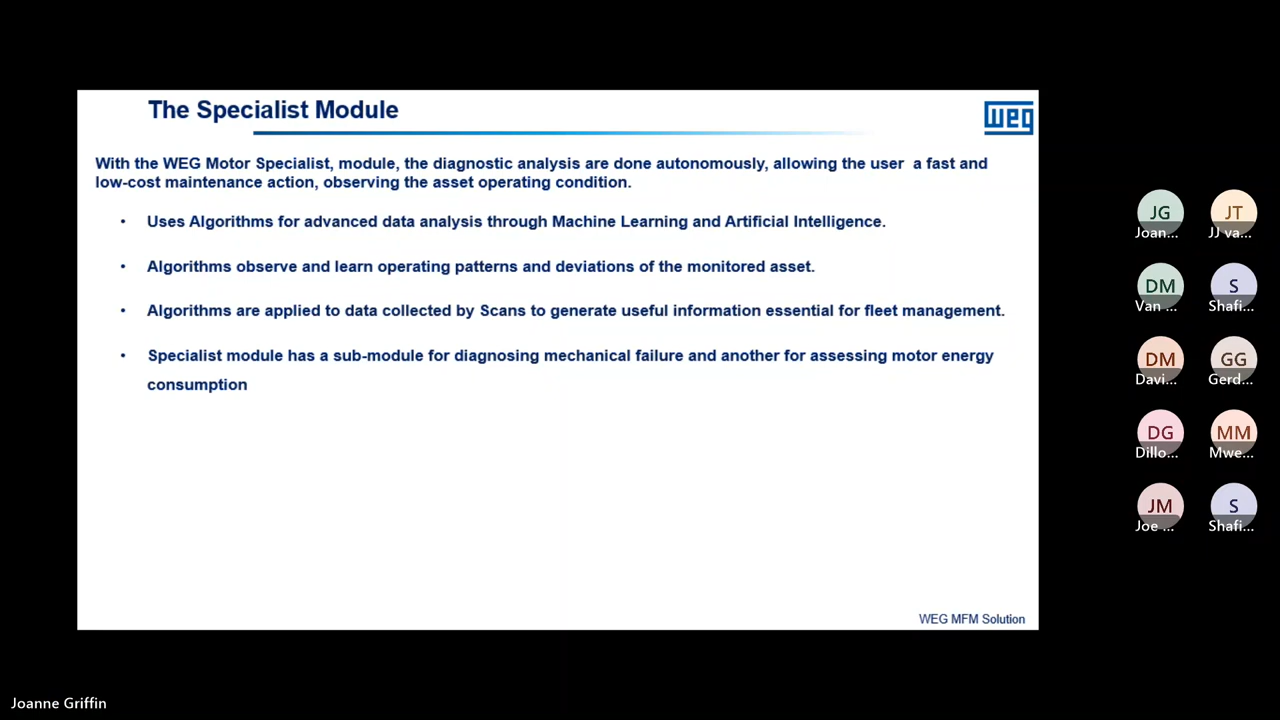 The Specialist Module
weg
With the WEG Motor Specialist, module, the diagnostic analysis are done autonomously, allowing the user a fast and
low-cost maintenance action, observing the asset operating condition.
• Uses Algorithms for advanced data analysis through Machine Learning and Artificial Intelligence.
• Algorithms observe and learn operating patterns and deviations of the monitored asset.
• Algorithms are applied to data collected by Scans to generate useful information essential for fleet management.
• Specialist module has a sub-module for diagnosing mechanical failure and another for assessing motor energy
consumption
WEG MFM Solution
JG
Joan...
JT
JJ va...
DM
Van ...
S
Shafi...
DM
Davi...
GG
Gerd...
DG
Dillo...
MM
Mwe...
JM
Joe ...
S
Shafi...
Joanne Griffin